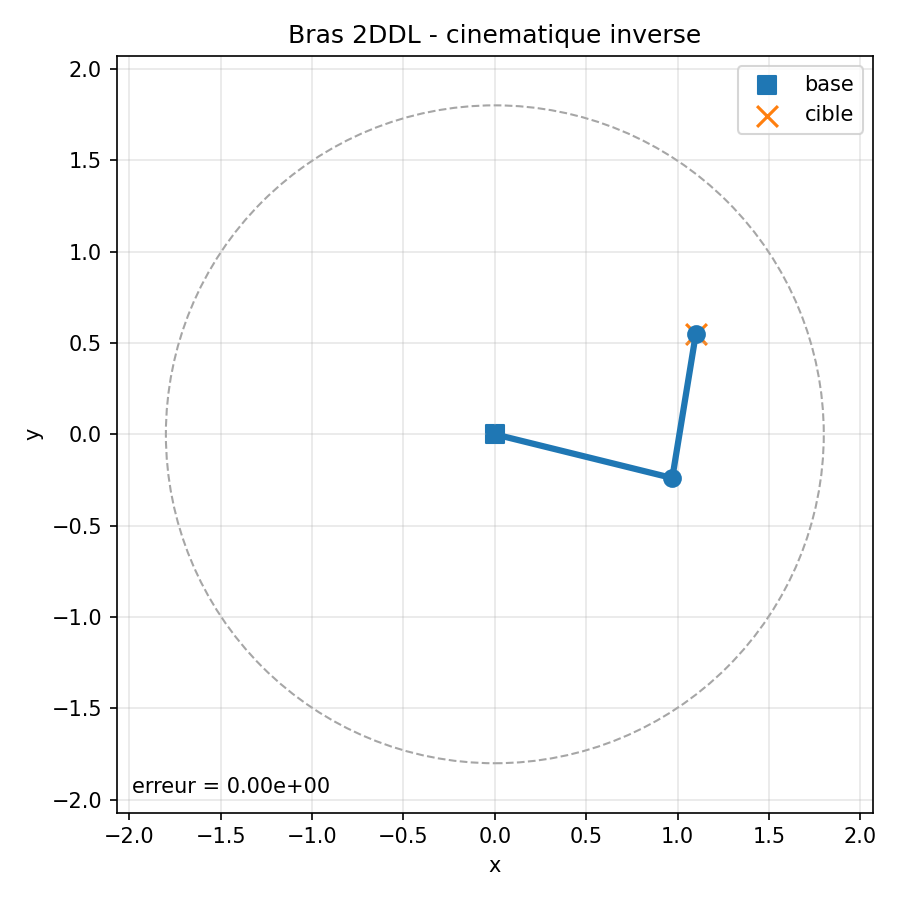 Bras 2DDL - cinematique inverse
base
cible
2.0
1.5
1.0
0.5
0.0
−0.5
−1.0
−1.5
−2.0
y
erreur = 0.00e+00
−2.0 −1.5 −1.0 −0.5 0.0 0.5 1.0 1.5 2.0
x